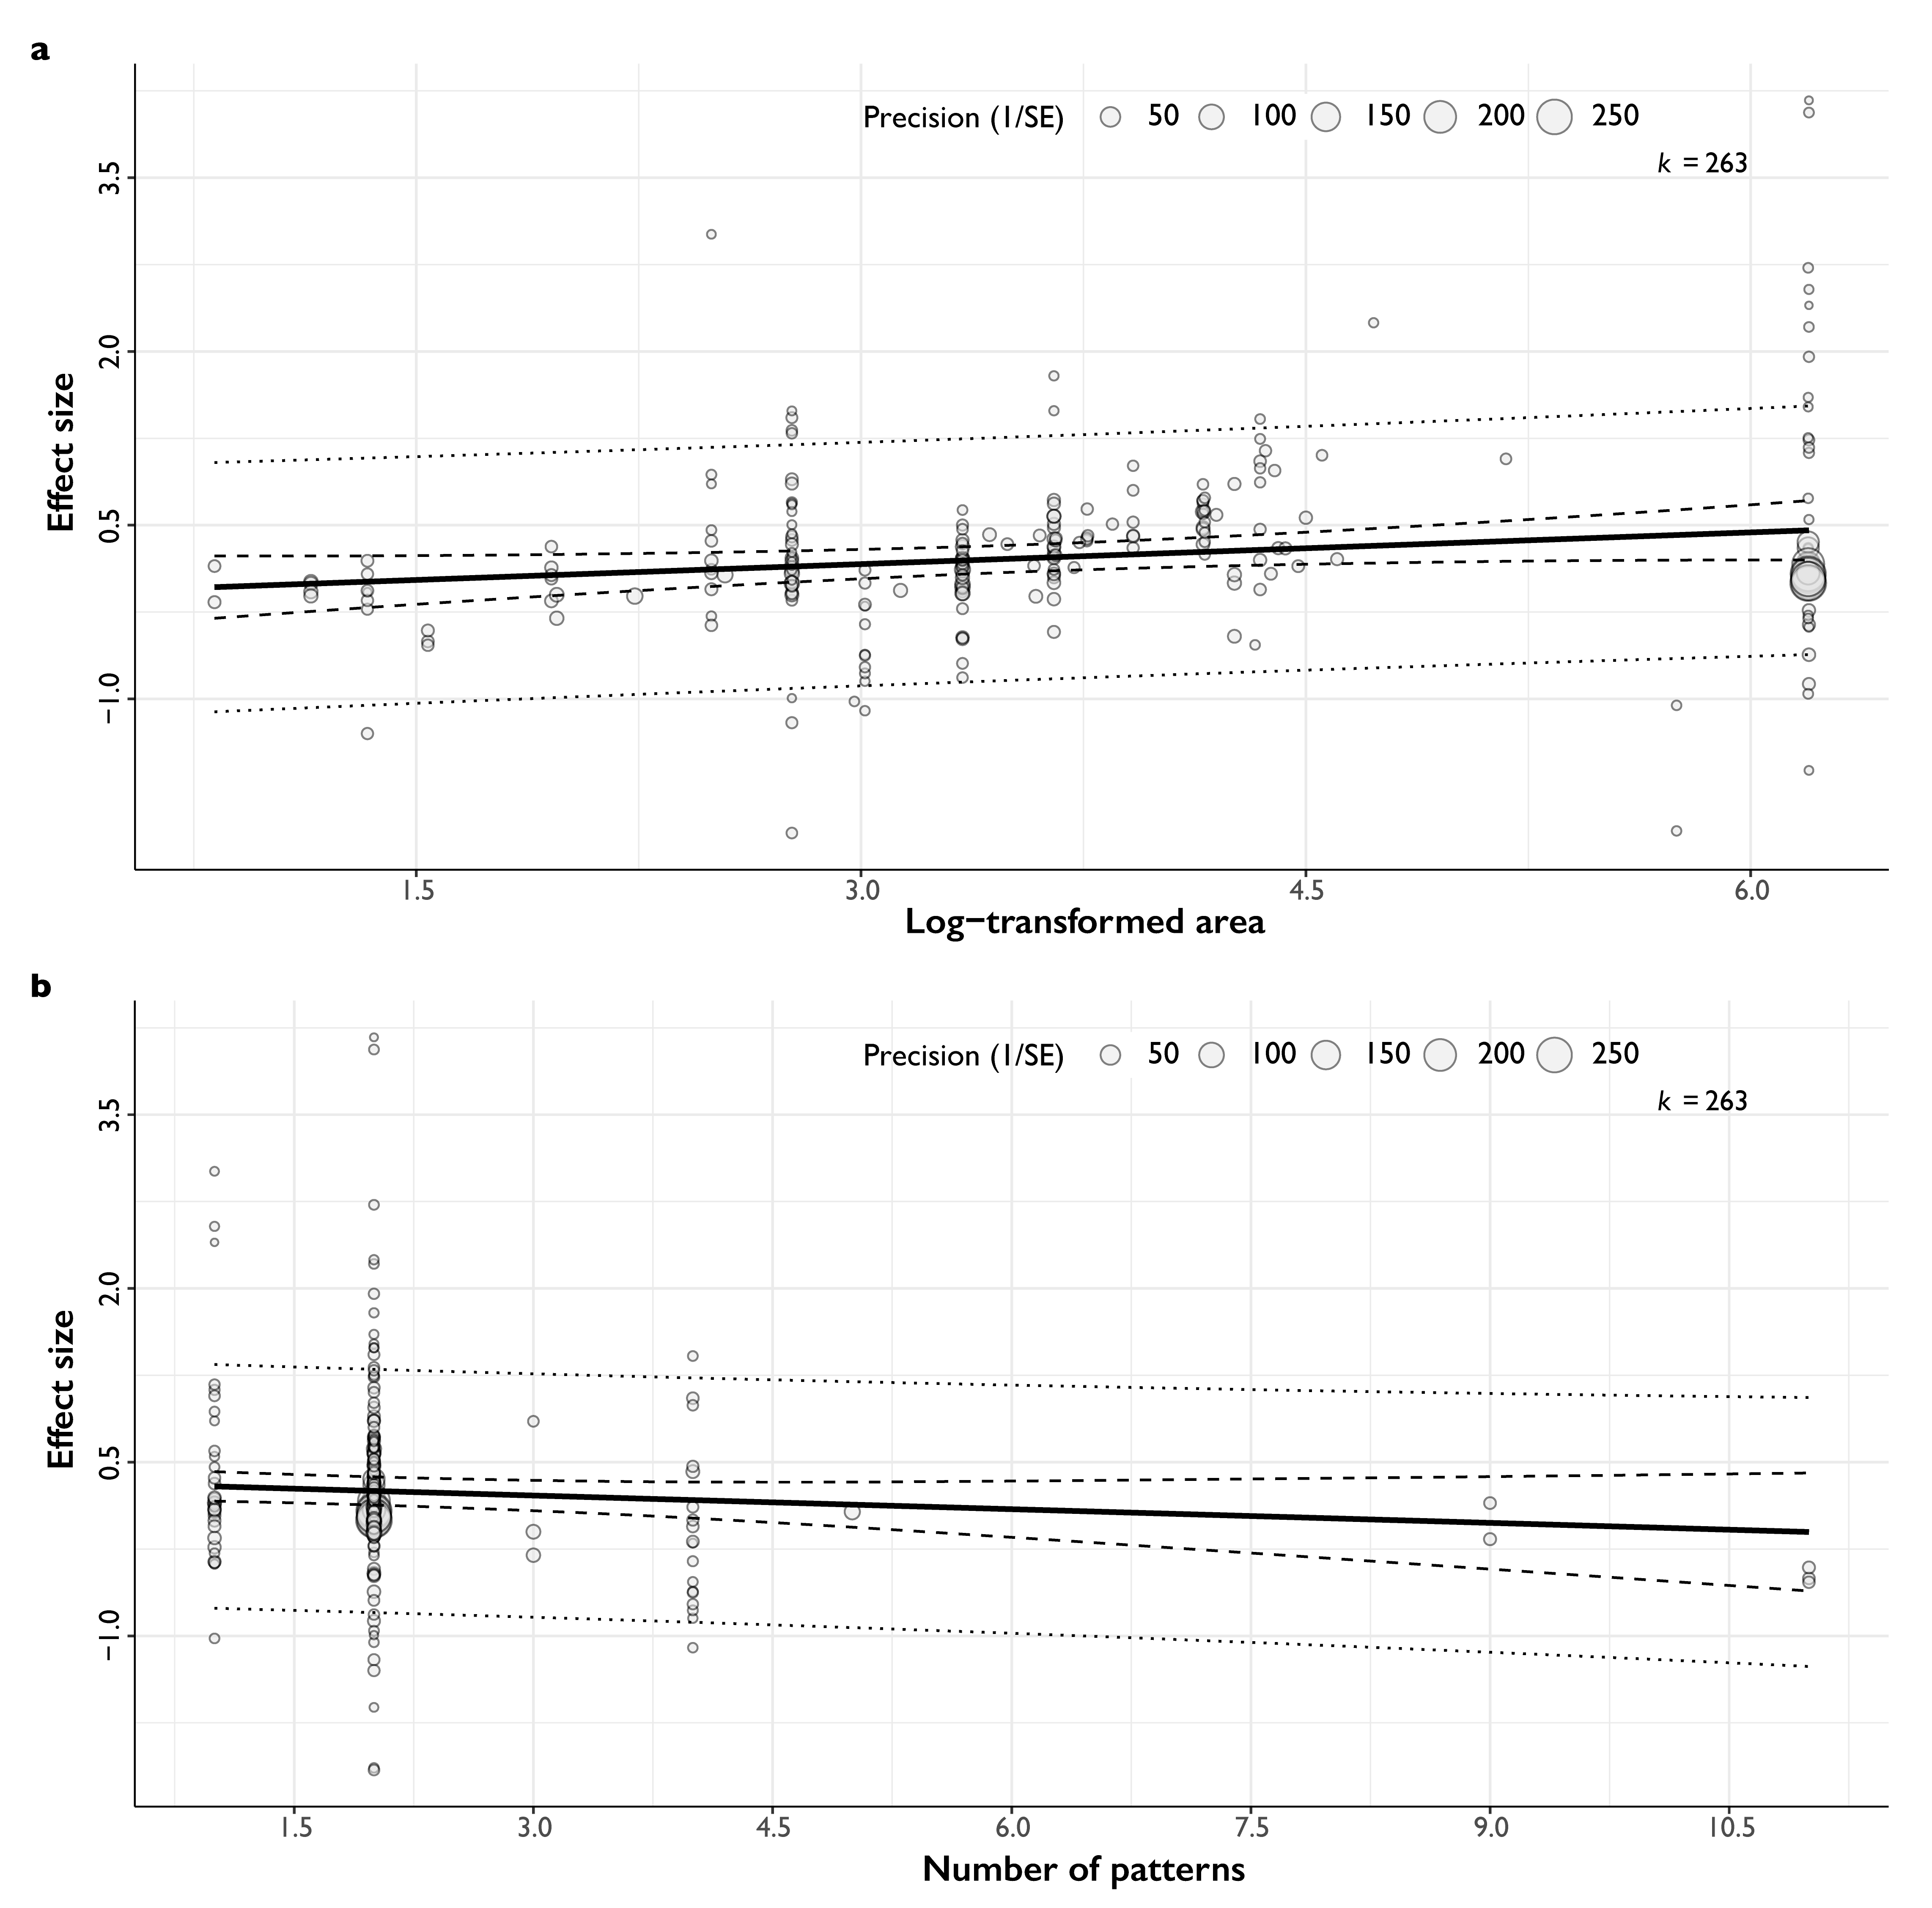 a
Precision (1/SE) 50 100 150 200 250
k = 263
3.5
2.0
0.5
−1.0
Effect size
1.5 3.0 4.5 6.0
Log−transformed area
b
Precision (1/SE) 50 100 150 200 250
k = 263
3.5
2.0
0.5
−1.0
Effect size
1.5 3.0 4.5 6.0 7.5 9.0 10.5
Number of patterns